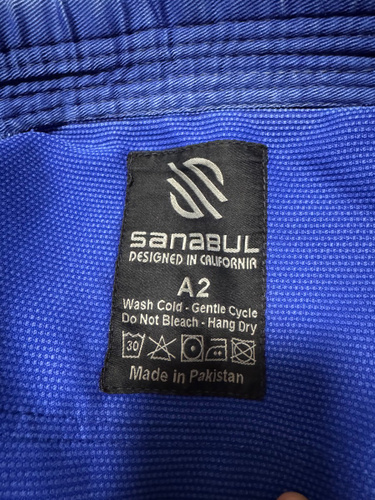 SANABUL
DESIGNED IN CALIFORNIA
A2
Wash Cold - Gentle Cycle
Do Not Bleach - Hang Dry
30
Made in Pakistan